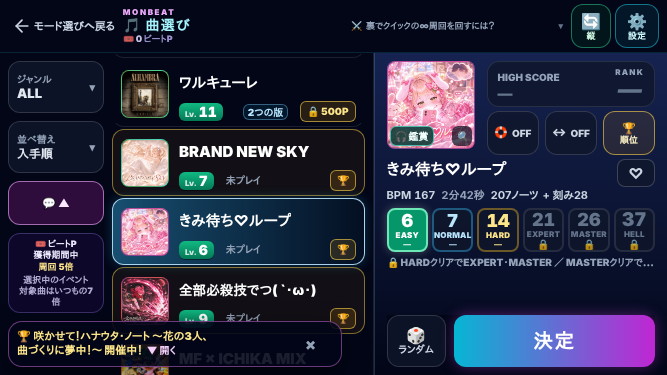 モード選びへ戻る
MONBEAT
🎵 曲選び
🎟 0 ビートP
⚔️ 裏でクイックの∞周回を回すには？
▼
縦
設定
ジャンル
ALL
▼
並べ替え
入手順
▼
💬 ▲
🎟 ビートP
獲得期間中
周回 5倍
選択中のイベント
対象曲はいつもの7
倍
ALHAMBRA
ワルキューレ
Lv. 11
2つの版
🔒 500P
BRAND NEW SKY
Lv. 7
未プレイ
きみ待ち♡ループ
Lv. 6
未プレイ
全部必殺技でつ(｀･ω･)
Lv. 9
未プレイ
MF × ICHIKA MIX
🏆 咲かせて！ハナウタ・ノート 〜花の3人、
曲づくりに夢中！〜 開催中！ ▼ 開く
✖
🎧 鑑賞
HIGH SCORE
—
RANK
—
OFF
↔ OFF
順位
きみ待ち♡ループ
♡
BPM 167 2分42秒 207ノーツ + 刻み28
6
EASY
—
7
NORMAL
—
14
HARD
—
21
EXPERT
🔒
26
MASTER
🔒
37
HELL
🔒
🔒HARDクリアでEXPERT・MASTER ／ MASTERクリアで…
ランダム
決定